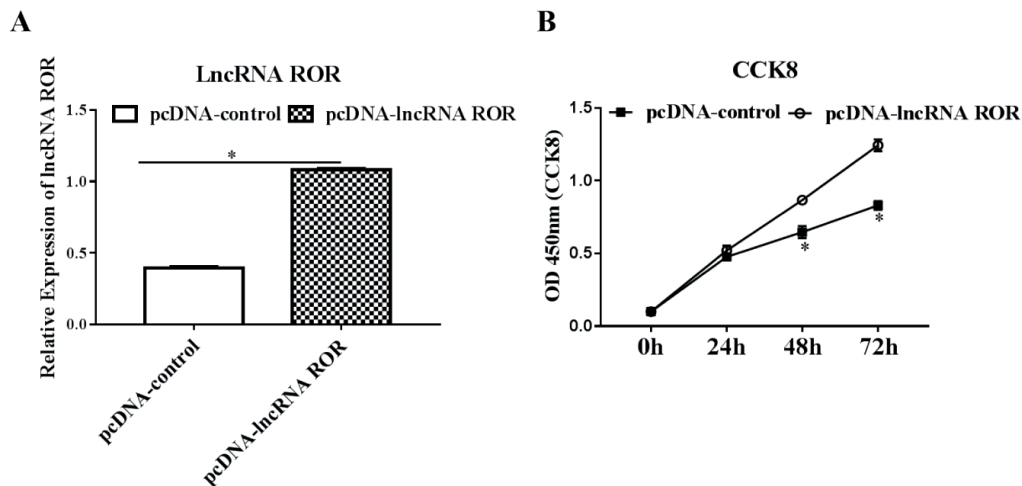 A
LncRNA ROR
Relative Expression of lncRNA ROR
1.5
1.0
0.5
0.0
pcDNA-control
pcDNA-lncRNA ROR
*
pcDNA-control
pcDNA-lncRNA ROR
B
CCK8
OD 450nm (CCK8)
1.5
1.0
0.5
0.0
pcDNA-control
pcDNA-lncRNA ROR
*
*
0h
24h
48h
72h